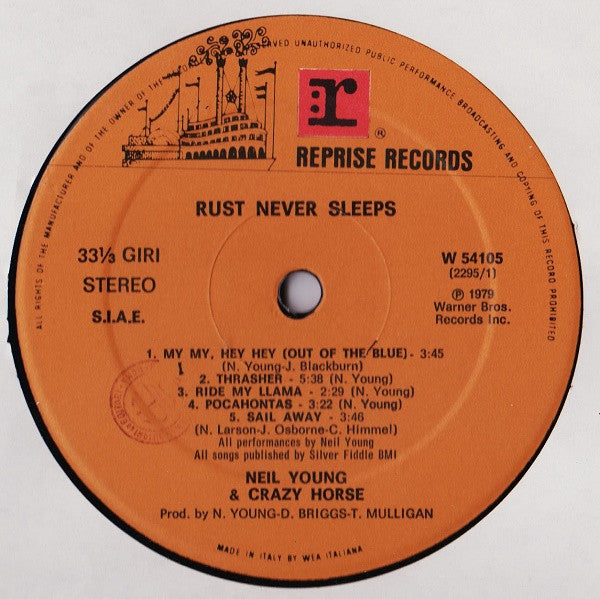 ALL RIGHTS OF THE MANUFACTURER AND OF THE OWNER OF THE RECORDED WORK RESERVED UNAUTHORIZED PUBLIC PERFORMANCE BROADCASTING AND COPYING OF THIS RECORD PROHIBITED
r
®
REPRISE RECORDS
RUST NEVER SLEEPS
33⅓ GIRI
STEREO
S.I.A.E.
W 54105
(2295/1)
℗ 1979
Warner Bros.
Records Inc.
1. MY MY, HEY HEY (OUT OF THE BLUE) - 3:45
(N. Young-J. Blackburn)
2. THRASHER - 5:38 (N. Young)
3. RIDE MY LLAMA - 2:29 (N. Young)
4. POCAHONTAS - 3:22 (N. Young)
5. SAIL AWAY - 3:46
(N. Larson-J. Osborne-C. Himmel)
All performances by Neil Young
All songs published by Silver Fiddle BMI
NEIL YOUNG
& CRAZY HORSE
Prod. by N. YOUNG-D. BRIGGS-T. MULLIGAN
MADE IN ITALY BY WEA ITALIANA